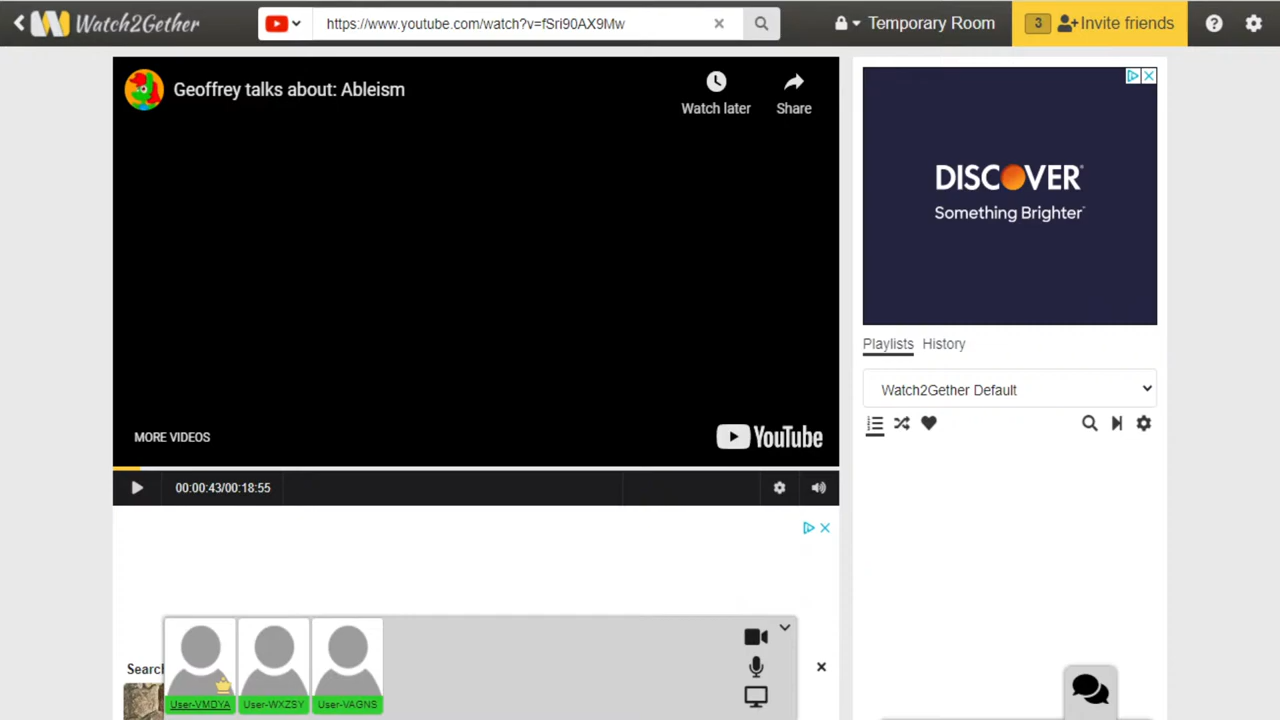 Watch2Gether
https://www.youtube.com/watch?v=fSri90AX9Mw
Temporary Room
3 Invite friends
Geoffrey talks about: Ableism
Watch later
Share
DISCOVER
Something Brighter
MORE VIDEOS
YouTube
00:00:43/00:18:55
Playlists History
Watch2Gether Default
Searc
User-VMDYA
User-WXZSY
User-VAGNS